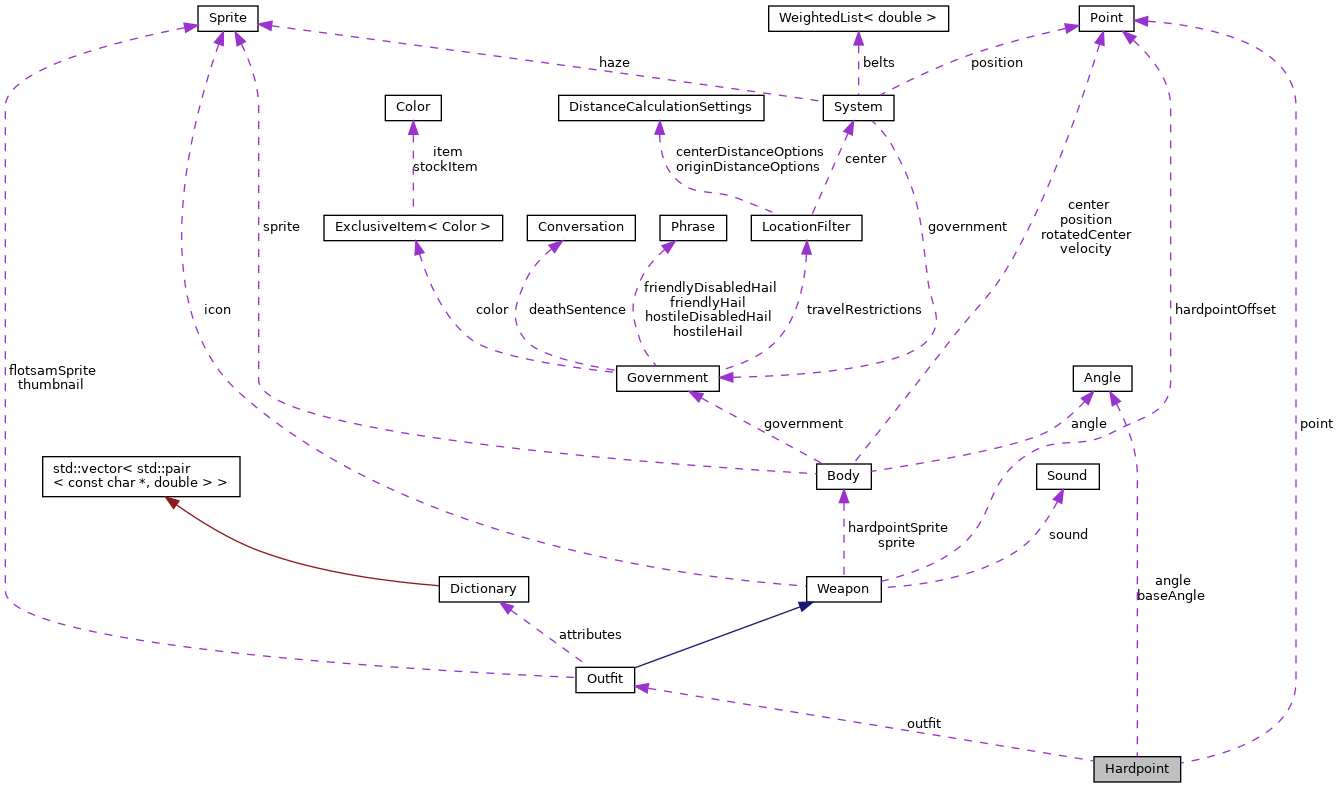 Sprite
WeightedList< double >
Point
haze
belts
position
Color
DistanceCalculationSettings
System
item
stockItem
centerDistanceOptions
originDistanceOptions
center
sprite
ExclusiveItem< Color >
Conversation
Phrase
LocationFilter
government
center
position
rotatedCenter
velocity
icon
color
deathSentence
friendlyDisabledHail
friendlyHail
hostileDisabledHail
hostileHail
travelRestrictions
hardpointOffset
flotsamSprite
thumbnail
Government
Angle
government
angle
point
std::vector< std::pair
< const char *, double > >
Body
Sound
hardpointSprite
sprite
sound
Dictionary
Weapon
angle
baseAngle
attributes
Outfit
outfit
Hardpoint